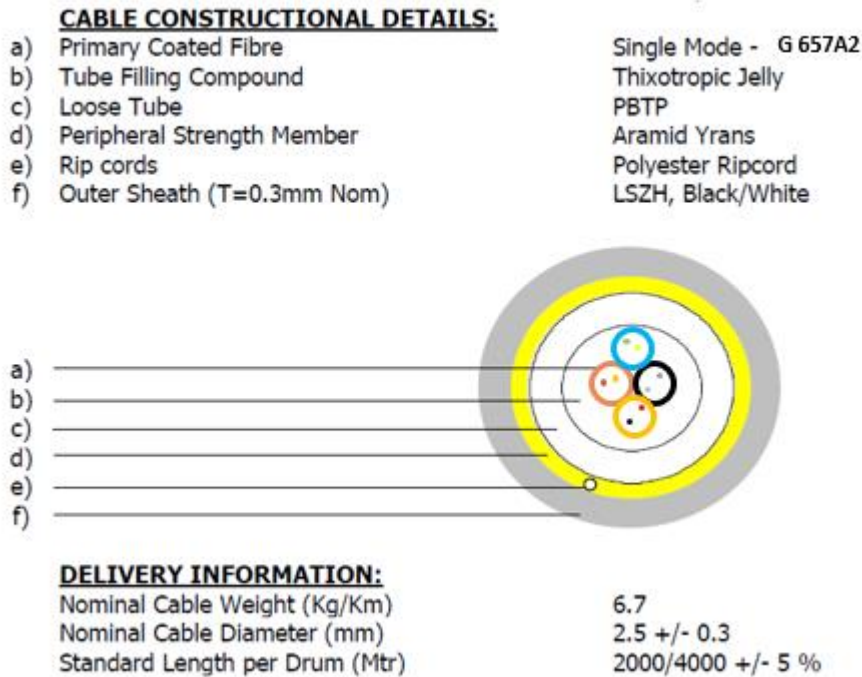 CABLE CONSTRUCTIONAL DETAILS:
a) Primary Coated Fibre Single Mode - G 657A2
b) Tube Filling Compound Thixotropic Jelly
c) Loose Tube PBTP
d) Peripheral Strength Member Aramid Yrans
e) Rip cords Polyester Ripcord
f) Outer Sheath (T=0.3mm Nom) LSZH, Black/White
a)
b)
c)
d)
e)
f)
DELIVERY INFORMATION:
Nominal Cable Weight (Kg/Km) 6.7
Nominal Cable Diameter (mm) 2.5 +/- 0.3
Standard Length per Drum (Mtr) 2000/4000 +/- 5 %